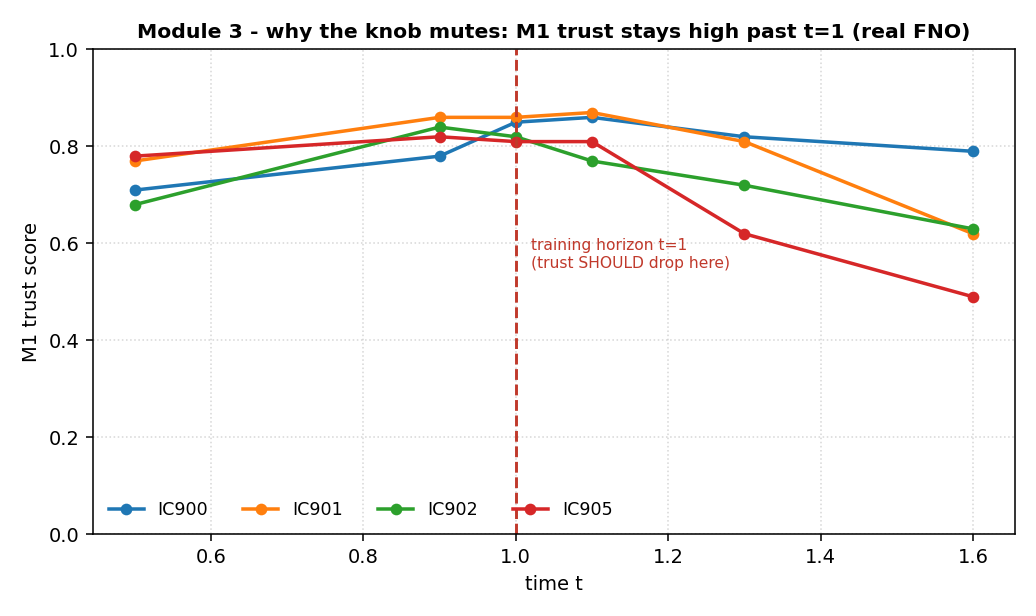 Module 3 - why the knob mutes: M1 trust stays high past t=1 (real FNO)
M1 trust score
1.0
0.8
0.6
0.4
0.2
0.0
training horizon t=1
(trust SHOULD drop here)
IC900
IC901
IC902
IC905
0.6
0.8
1.0
1.2
1.4
1.6
time t